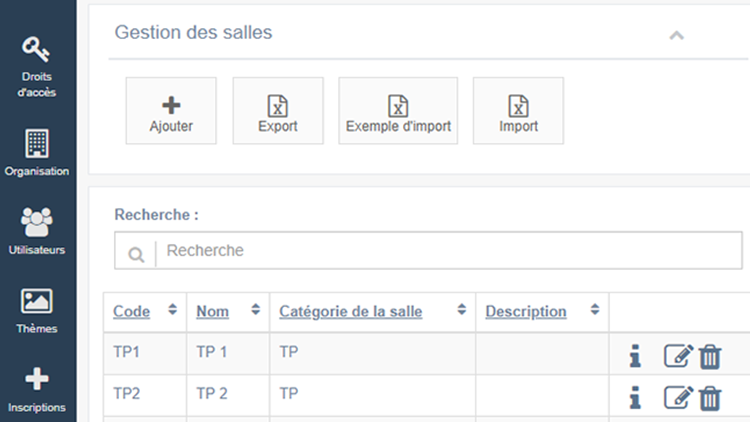 Droits
d'accès
Organisation
Utilisateurs
Thèmes
Inscriptions
Gestion des salles
Ajouter
Export
Exemple d'import
Import
Recherche :
Recherche
Code Nom Catégorie de la salle Description
TP1 TP 1 TP
TP2 TP 2 TP